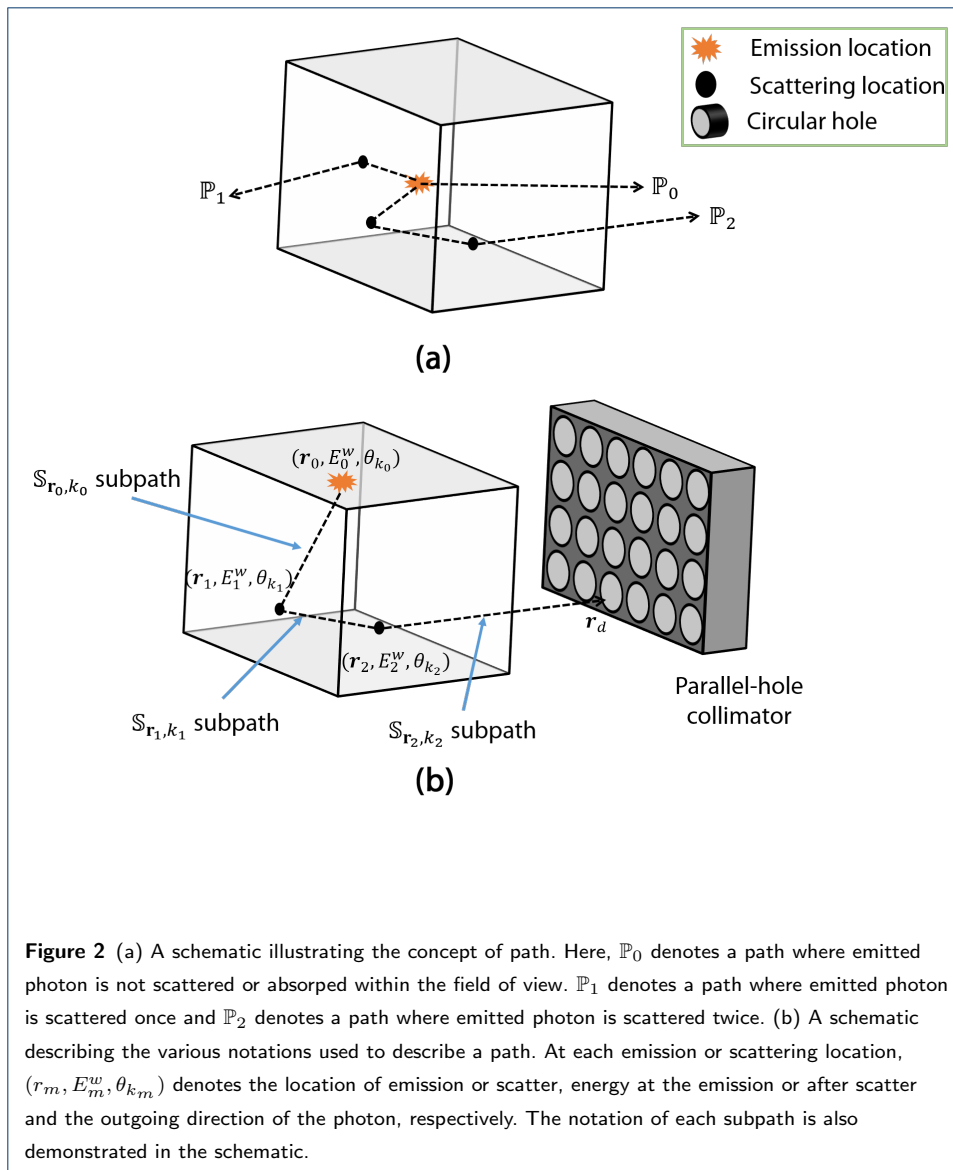 Emission location
Scattering location
Circular hole
ℙ₁
ℙ₀
ℙ₂
(a)
(𝒓₀, E₀ʷ, θₖ₀)
𝕊ᵣ₀,ₖ₀ subpath
(𝒓₁, E₁ʷ, θₖ₁)
𝒓_d
(𝒓₂, E₂ʷ, θₖ₂)
Parallel-hole
collimator
𝕊ᵣ₁,ₖ₁ subpath
𝕊ᵣ₂,ₖ₂ subpath
(b)
Figure 2 (a) A schematic illustrating the concept of path. Here, ℙ₀ denotes a path where emitted
photon is not scattered or absorped within the field of view. ℙ₁ denotes a path where emitted photon
is scattered once and ℙ₂ denotes a path where emitted photon is scattered twice. (b) A schematic
describing the various notations used to describe a path. At each emission or scattering location,
(rₘ, Eₘʷ, θₖₘ) denotes the location of emission or scatter, energy at the emission or after scatter
and the outgoing direction of the photon, respectively. The notation of each subpath is also
demonstrated in the schematic.